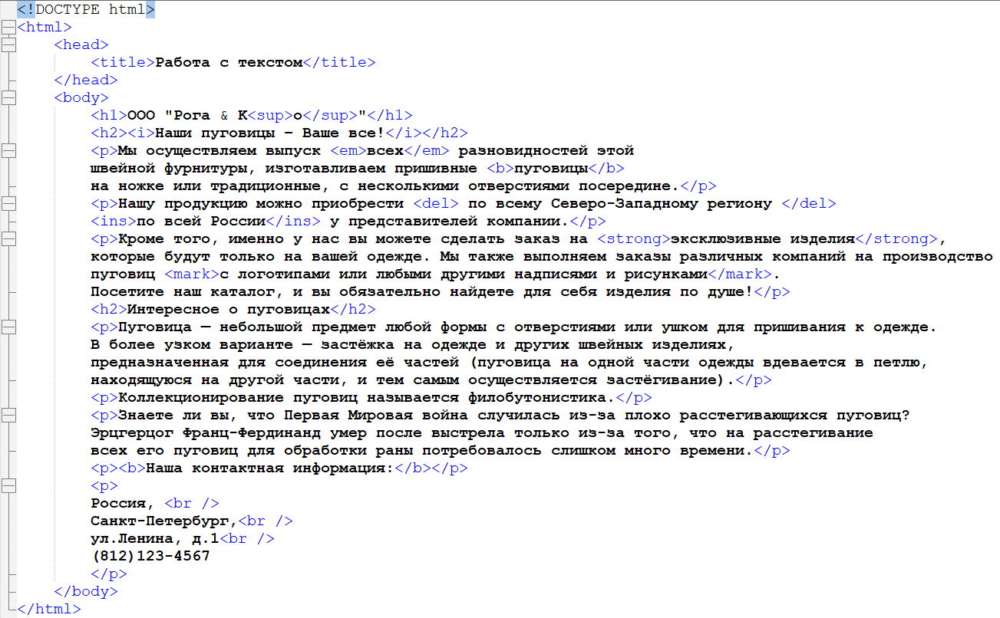 <!DOCTYPE html>
<html>
<head>
<title>Работа с текстом</title>
</head>
<body>
<h1>ООО "Рога & К<sup>о</sup>"</h1>
<h2><i>Наши пуговицы – Ваше все!</i></h2>
<p>Мы осуществляем выпуск <em>всех</em> разновидностей этой
швейной фурнитуры, изготавливаем пришивные <b>пуговицы</b>
на ножке или традиционные, с несколькими отверстиями посередине.</p>
<p>Нашу продукцию можно приобрести <del> по всему Северо-Западному региону </del>
<ins>по всей России</ins> у представителей компании.</p>
<p>Кроме того, именно у нас вы можете сделать заказ на <strong>эксклюзивные изделия</strong>,
которые будут только на вашей одежде. Мы также выполняем заказы различных компаний на производство
пуговиц <mark>с логотипами или любыми другими надписями и рисунками</mark>.
Посетите наш каталог, и вы обязательно найдете для себя изделия по душе!</p>
<h2>Интересное о пуговицах</h2>
<p>Пуговица — небольшой предмет любой формы с отверстиями или ушком для пришивания к одежде.
В более узком варианте — застёжка на одежде и других швейных изделиях,
предназначенная для соединения её частей (пуговица на одной части одежды вдевается в петлю,
находящуюся на другой части, и тем самым осуществляется застёгивание).</p>
<p>Коллекционирование пуговиц называется филобутонистика.</p>
<p>Знаете ли вы, что Первая Мировая война случилась из-за плохо расстегивающихся пуговиц?
Эрцгерцог Франц-Фердинанд умер после выстрела только из-за того, что на расстегивание
всех его пуговиц для обработки раны потребовалось слишком много времени.</p>
<p><b>Наша контактная информация:</b></p>
<p>
Россия, <br />
Санкт-Петербург,<br />
ул.Ленина, д.1<br />
(812)123-4567
</p>
</body>
</html>